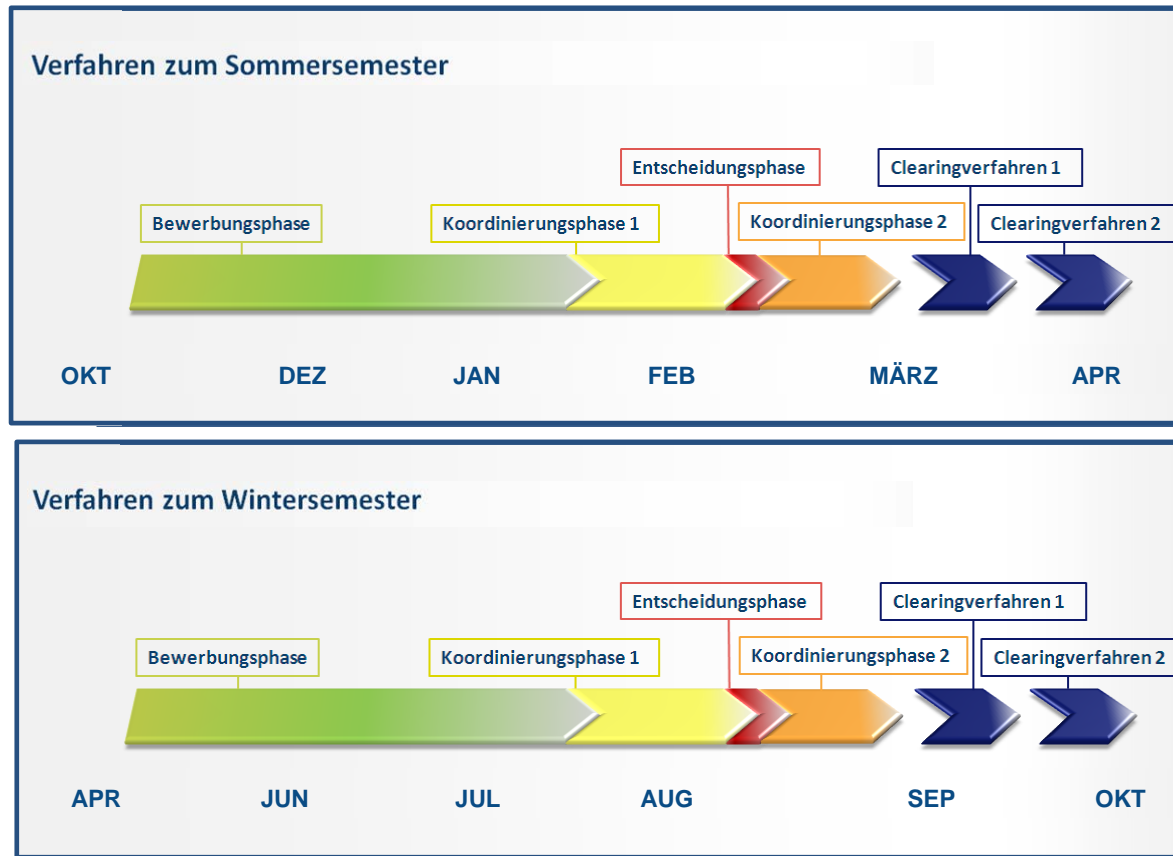 Verfahren zum Sommersemester
Entscheidungsphase
Clearingverfahren 1
Bewerbungsphase
Koordinierungsphase 1
Koordinierungsphase 2
Clearingverfahren 2
OKT DEZ JAN FEB MÄRZ APR
Verfahren zum Wintersemester
Entscheidungsphase
Clearingverfahren 1
Bewerbungsphase
Koordinierungsphase 1
Koordinierungsphase 2
Clearingverfahren 2
APR JUN JUL AUG SEP OKT